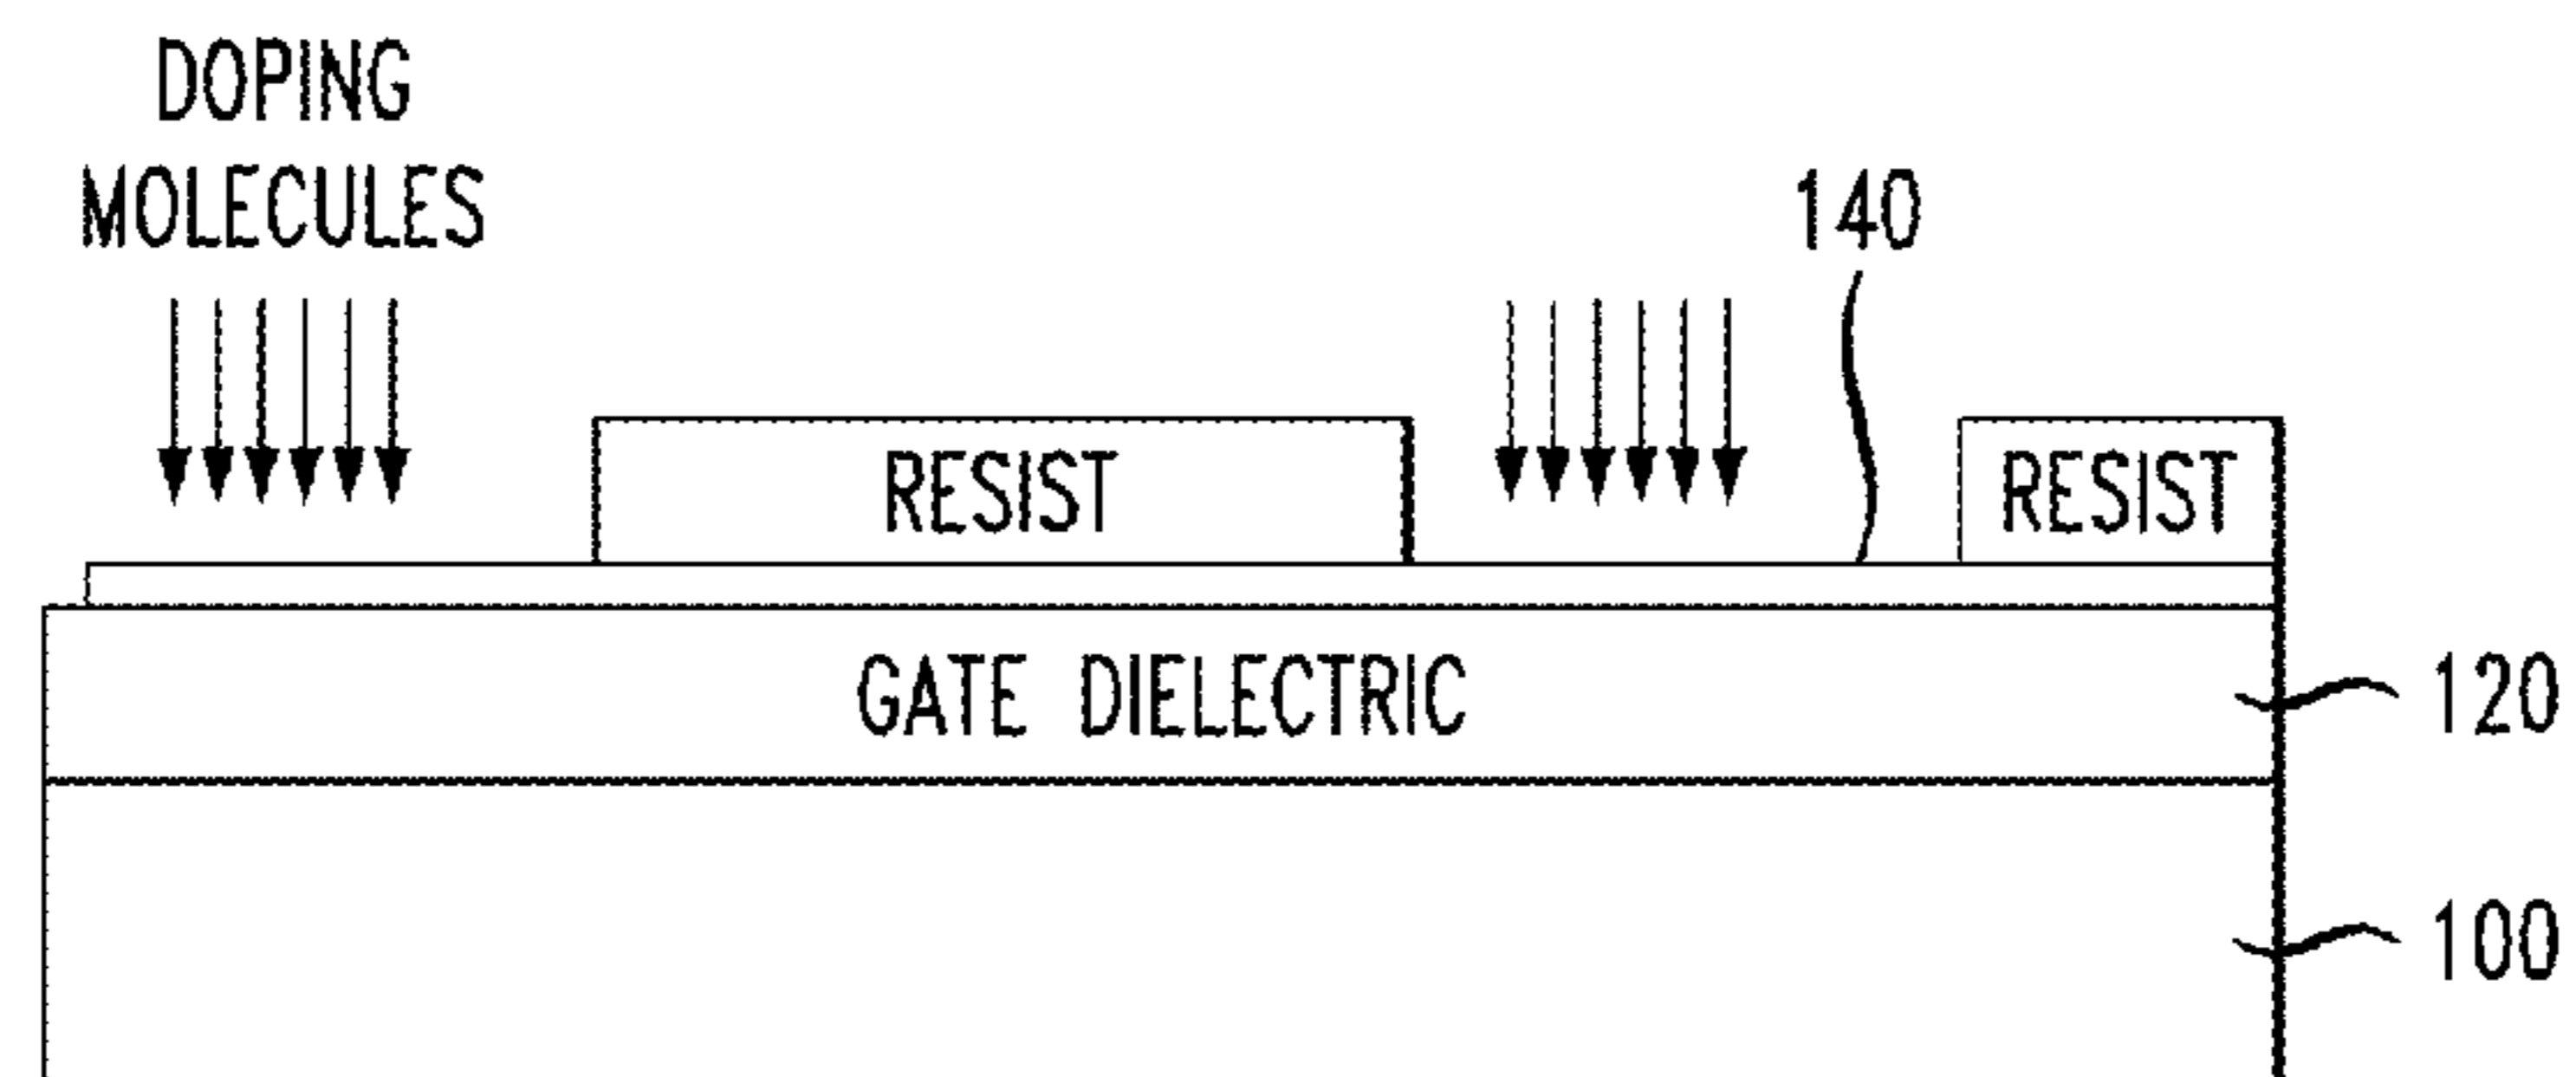 DOPING
MOLECULES
140
RESIST
RESIST
GATE DIELECTRIC
120
100